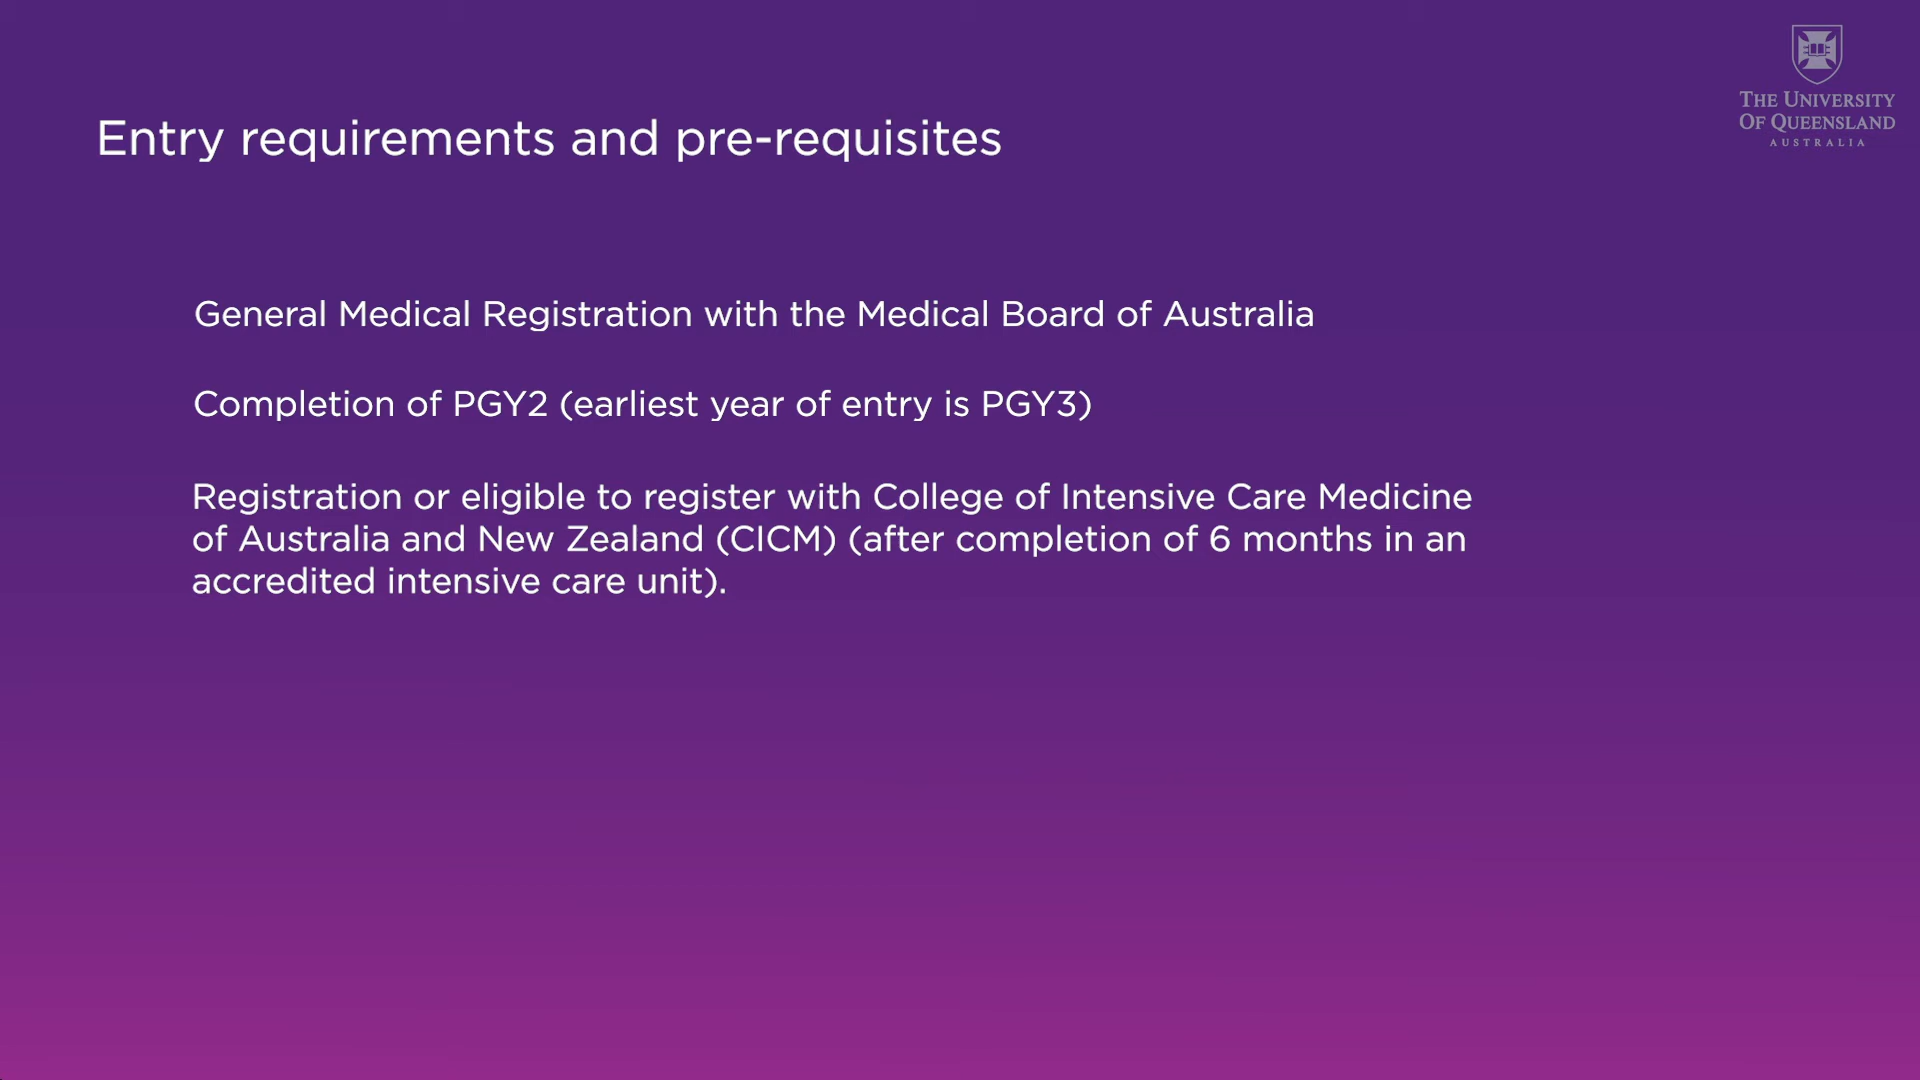 THE UNIVERSITY
OF QUEENSLAND
AUSTRALIA
Entry requirements and pre-requisites
General Medical Registration with the Medical Board of Australia
Completion of PGY2 (earliest year of entry is PGY3)
Registration or eligible to register with College of Intensive Care Medicine
of Australia and New Zealand (CICM) (after completion of 6 months in an
accredited intensive care unit).